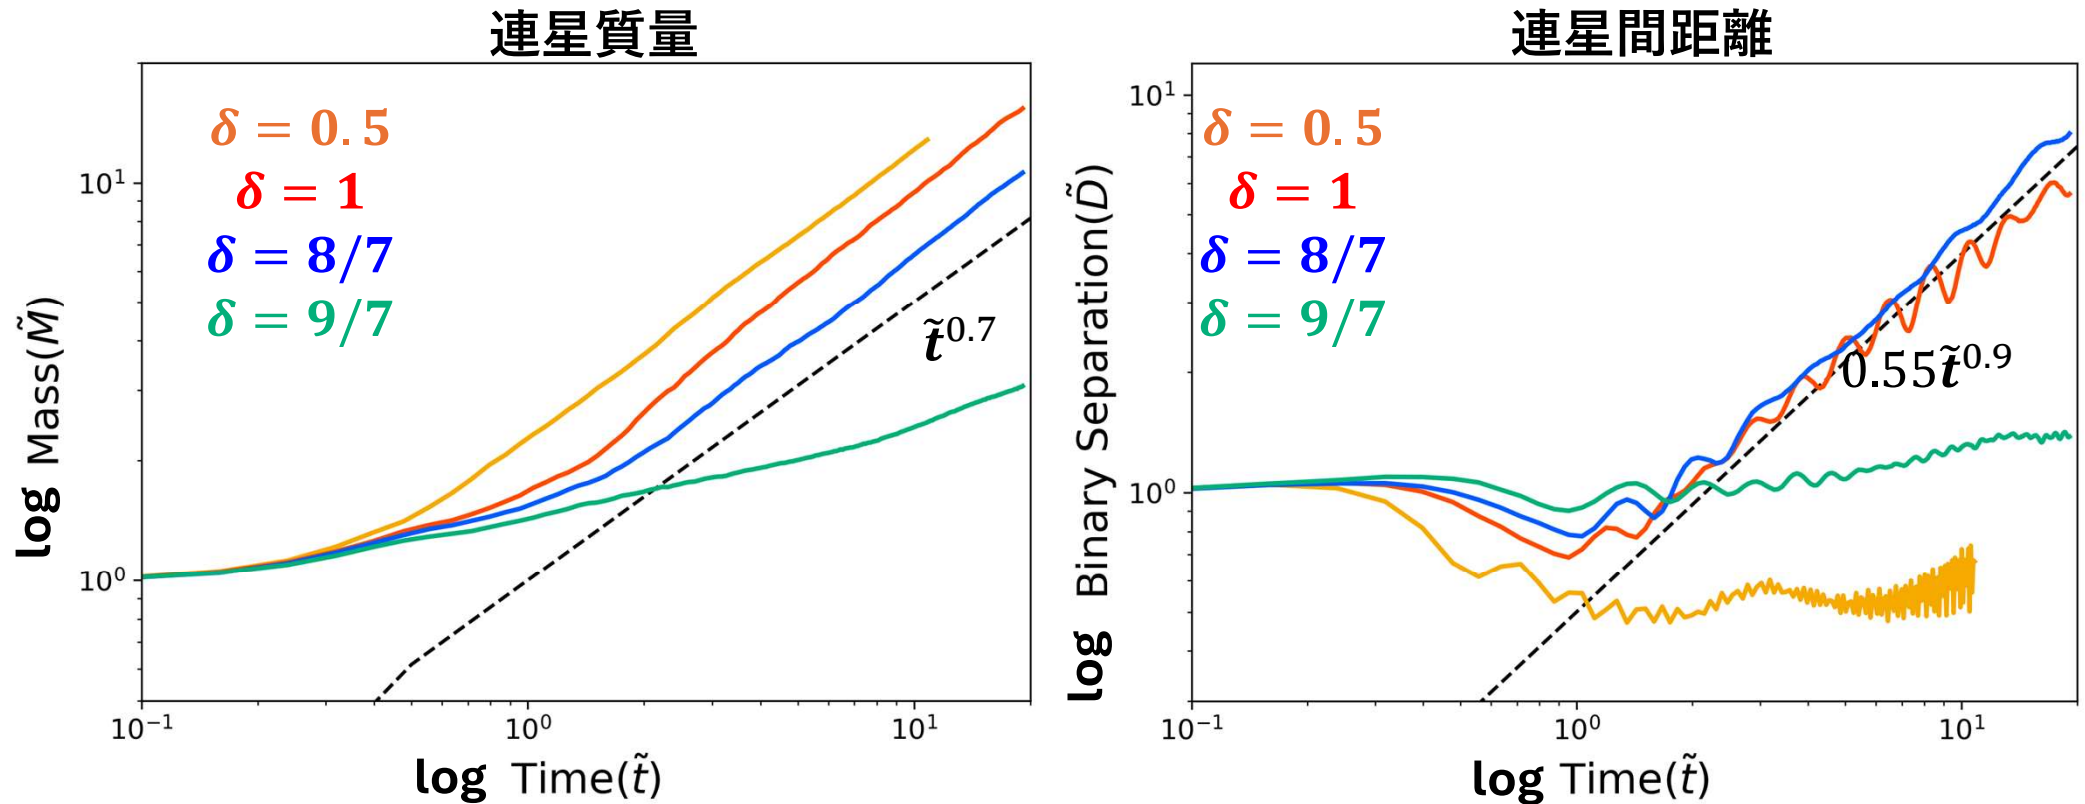 連星質量
δ = 0.5
δ = 1
δ = 8/7
δ = 9/7
t̃^0.7
10^1
10^0
log Mass(M̃)
10^-1
10^0
10^1
log Time(t̃)
連星間距離
δ = 0.5
δ = 1
δ = 8/7
δ = 9/7
0.55t̃^0.9
10^1
10^0
log Binary Separation(D̃)
10^-1
10^0
10^1
log Time(t̃)